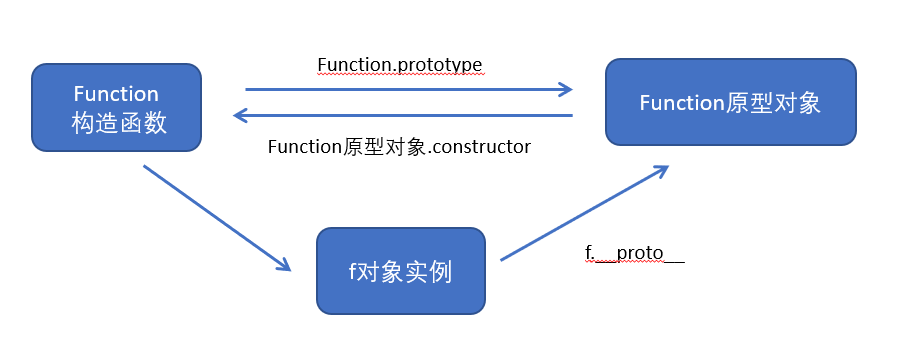 Function.prototype
Function
构造函数
Function原型对象
Function原型对象.constructor
f对象实例
f.__proto__